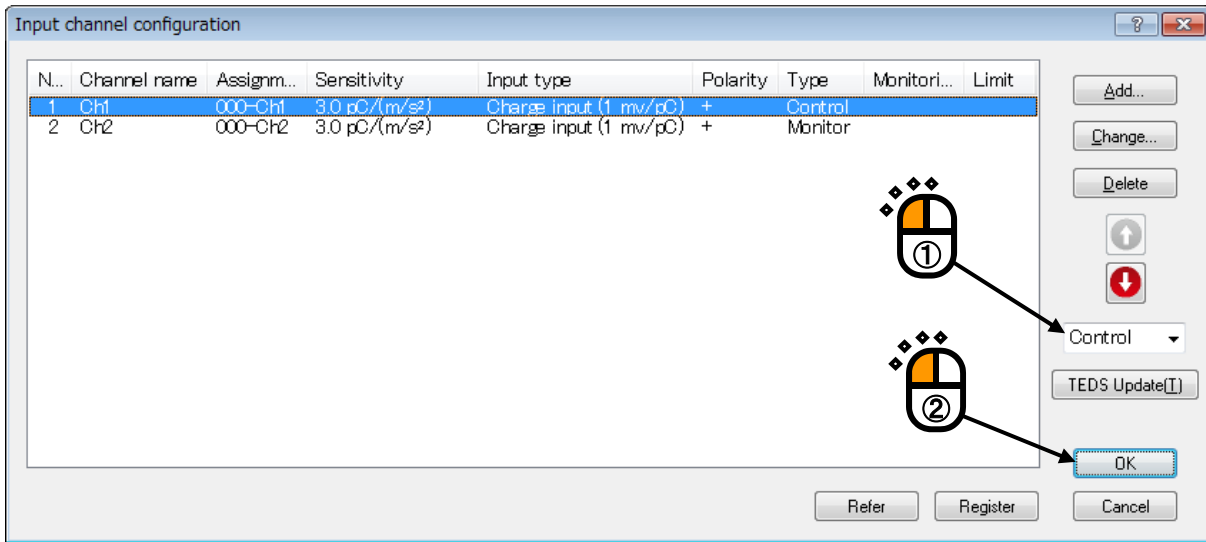 Input channel configuration
N... Channel name Assignm... Sensitivity Input type Polarity Type Monitori... Limit
1 Ch1 000-Ch1 3.0 pC/(m/s²) Charge input (1 mv/pC) + Control
2 Ch2 000-Ch2 3.0 pC/(m/s²) Charge input (1 mv/pC) + Monitor
Add...
Change...
Delete
①
Control
TEDS Update(T)
②
OK
Refer Register Cancel